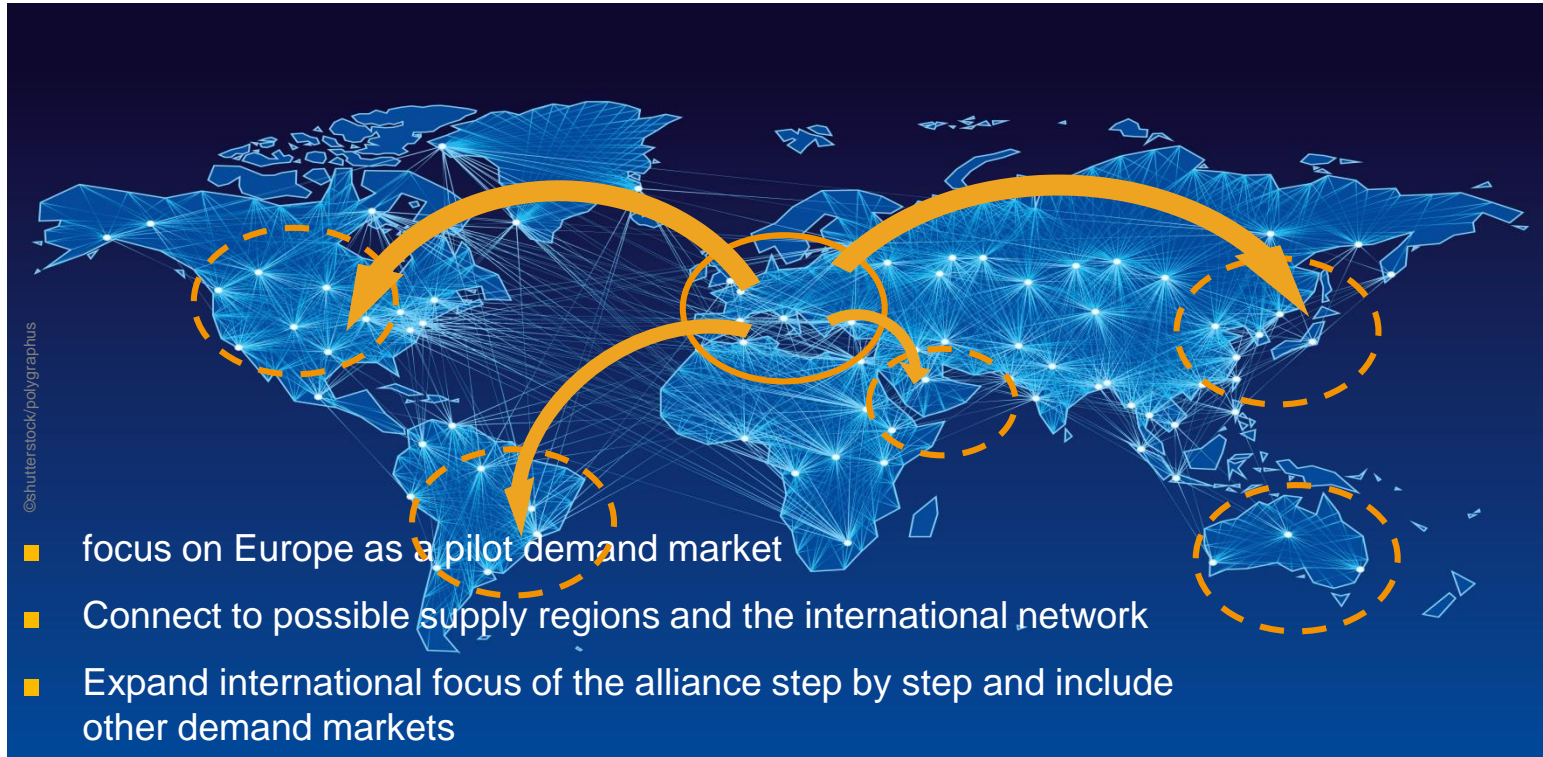 ©shutterstock/polygraphus
focus on Europe as a pilot demand market
Connect to possible supply regions and the international network
Expand international focus of the alliance step by step and include
other demand markets